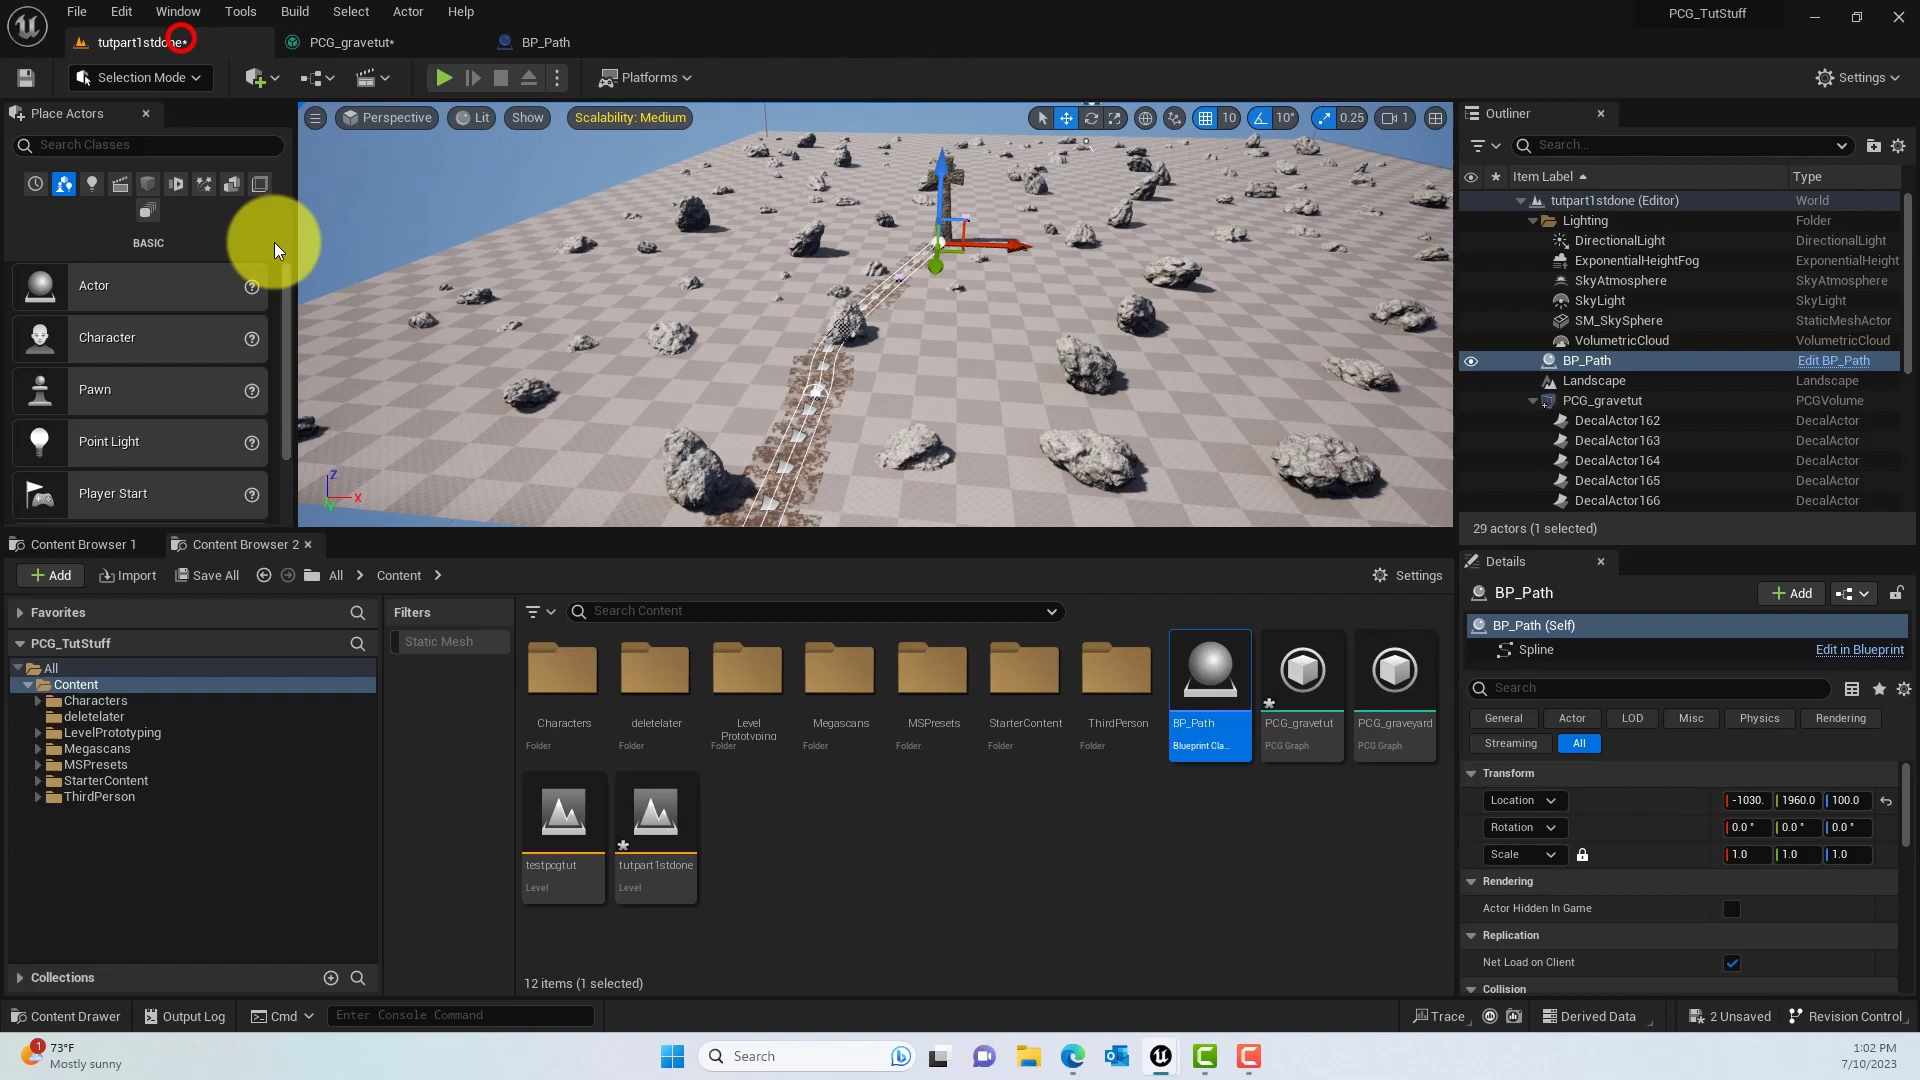 File Edit Window Tools Build Select Actor Help
PCG_TutStuff
tutpart1stdone*
PCG_gravetut*
BP_Path
Selection Mode
Platforms
Settings
Place Actors
Search Classes
BASIC
Actor
Character
Pawn
Point Light
Player Start
Perspective
Lit
Show
Scalability: Medium
10
10°
0.25
1
Z
X
Y
Outliner
Search...
Item Label
Type
tutpart1stdone (Editor) World
Lighting Folder
DirectionalLight DirectionalLight
ExponentialHeightFog ExponentialHeight
SkyAtmosphere SkyAtmosphere
SkyLight SkyLight
SM_SkySphere StaticMeshActor
VolumetricCloud VolumetricCloud
BP_Path Edit BP_Path
Landscape Landscape
PCG_gravetut PCGVolume
DecalActor162 DecalActor
DecalActor163 DecalActor
DecalActor164 DecalActor
DecalActor165 DecalActor
DecalActor166 DecalActor
29 actors (1 selected)
Content Browser 1
Content Browser 2
Add
Import
Save All
All
Content
Settings
Favorites
PCG_TutStuff
All
Content
Characters
deletelater
LevelPrototyping
Megascans
MSPresets
StarterContent
ThirdPerson
Collections
Filters
Static Mesh
Search Content
Characters
Folder
deletelater
Folder
Level
Prototyping
Folder
Megascans
Folder
MSPresets
Folder
StarterContent
Folder
ThirdPerson
Folder
BP_Path
Blueprint Cla...
PCG_gravetut
PCG Graph
PCG_graveyard
PCG Graph
testpcgtut
Level
tutpart1stdone
Level
12 items (1 selected)
Details
BP_Path
Add
BP_Path (Self)
Spline
Edit in Blueprint
Search
General Actor LOD Misc Physics Rendering
Streaming All
Transform
Location -1030. 1960.0 100.0
Rotation 0.0 ° 0.0 ° 0.0 °
Scale 1.0 1.0 1.0
Rendering
Actor Hidden In Game
Replication
Net Load on Client
Collision
Content Drawer
Output Log
Cmd
Enter Console Command
Trace
Derived Data
2 Unsaved
Revision Control
1
73°F
Mostly sunny
Search
1:02 PM
7/10/2023